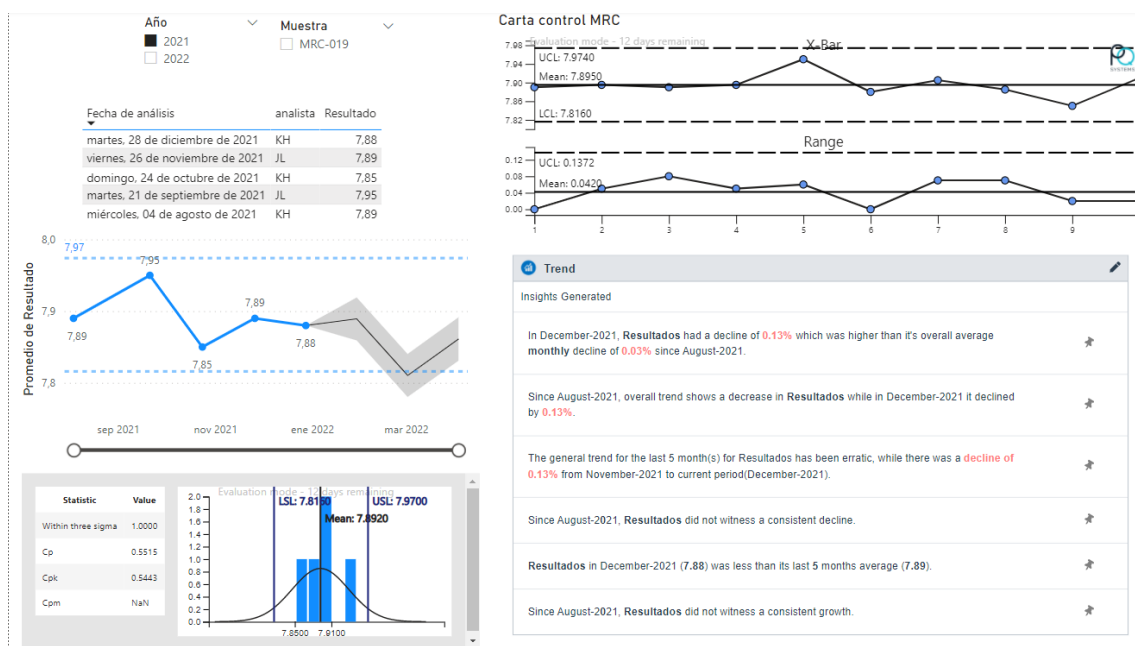 Año
2021
2022
Muestra
MRC-019
Fecha de análisis analista Resultado
martes, 28 de diciembre de 2021 KH 7,88
viernes, 26 de noviembre de 2021 JL 7,89
domingo, 24 de octubre de 2021 KH 7,85
martes, 21 de septiembre de 2021 JL 7,95
miércoles, 04 de agosto de 2021 KH 7,89
Promedio de Resultado
8,0
7,9
7,8
7,97
7,89
7,95
7,85
7,89
7,88
sep 2021 nov 2021 ene 2022 mar 2022
Statistic Value
Within three sigma 1.0000
Cp 0.5515
Cpk 0.5443
Cpm NaN
Evaluation mode - 12 days remaining
LSL: 7.8160 USL: 7.9700
Mean: 7.8920
2.0
1.8
1.6
1.4
1.2
1.0
0.8
0.6
0.4
0.2
0.0
7.8500 7.9100
Carta control MRC
Evaluation mode - 12 days remaining
X-Bar
7.98
7.94
7.90
7.86
7.82
UCL: 7.9740
Mean: 7.8950
LCL: 7.8160
PQ
SYSTEMS
Range
0.12
0.08
0.04
0.00
UCL: 0.1372
Mean: 0.0420
1 2 3 4 5 6 7 8 9
Trend
Insights Generated
In December-2021, Resultados had a decline of 0.13% which was higher than it's overall average
monthly decline of 0.03% since August-2021.
Since August-2021, overall trend shows a decrease in Resultados while in December-2021 it declined
by 0.13%.
The general trend for the last 5 month(s) for Resultados has been erratic, while there was a decline of
0.13% from November-2021 to current period(December-2021).
Since August-2021, Resultados did not witness a consistent decline.
Resultados in December-2021 (7.88) was less than its last 5 months average (7.89).
Since August-2021, Resultados did not witness a consistent growth.